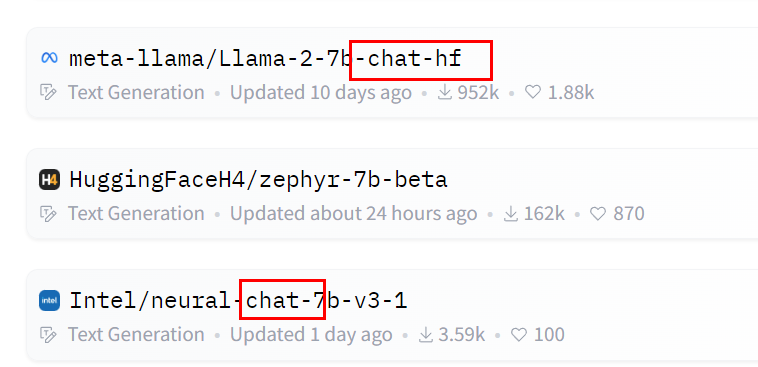 meta-llama/Llama-2-7b-chat-hf
Text Generation • Updated 10 days ago • 952k • 1.88k
H4 HuggingFaceH4/zephyr-7b-beta
Text Generation • Updated about 24 hours ago • 162k • 870
intel Intel/neural-chat-7b-v3-1
Text Generation • Updated 1 day ago • 3.59k • 100